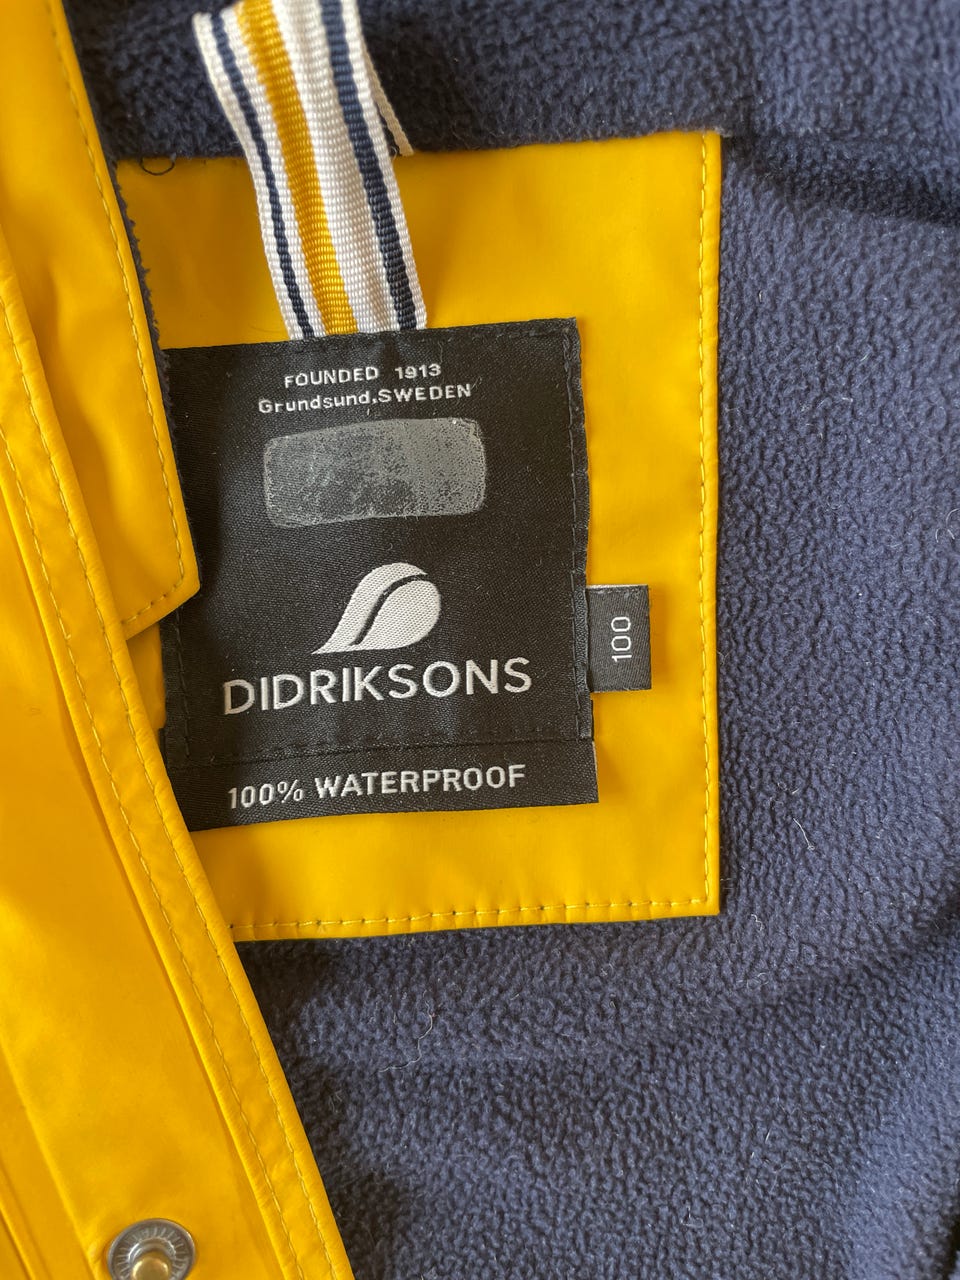 FOUNDED 1913
Grundsund.SWEDEN
DIDRIKSONS
100
100% WATERPROOF